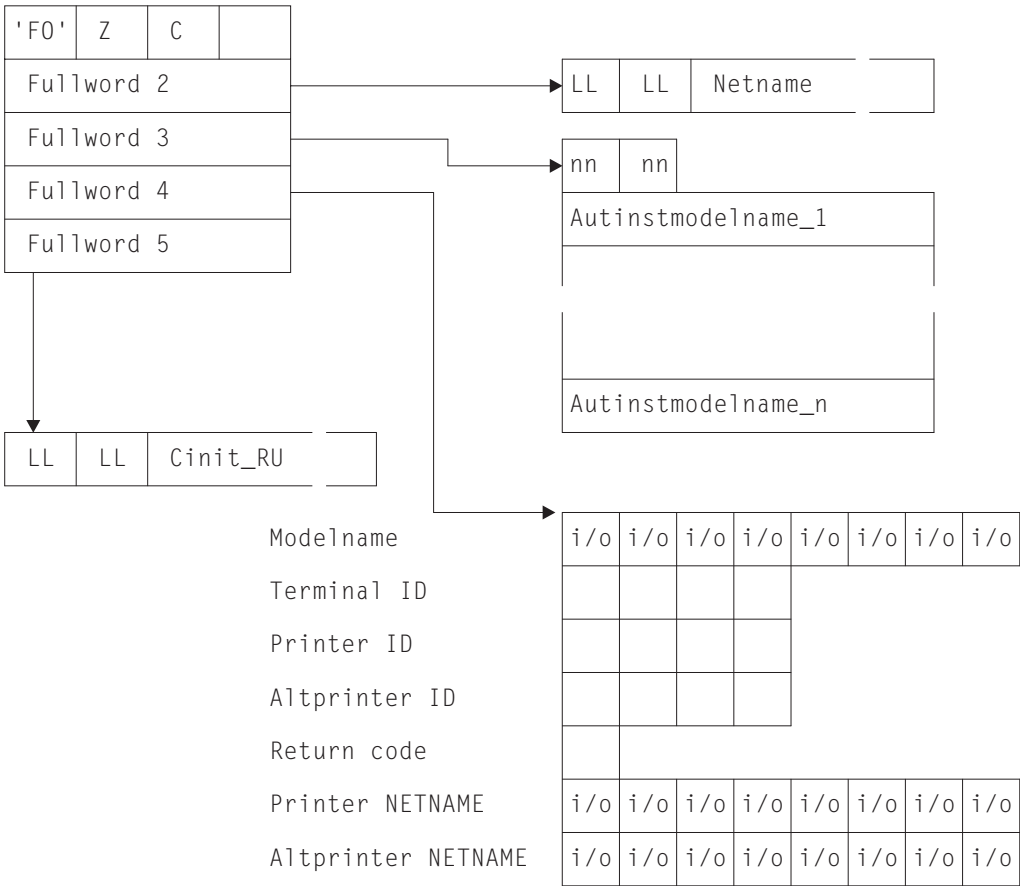 'F0' Z C
Fullword 2
Fullword 3
Fullword 4
Fullword 5
LL LL Netname
nn nn
Autinstmodelname_1
Autinstmodelname_n
LL LL Cinit_RU
Modelname i/o i/o i/o i/o i/o i/o i/o i/o
Terminal ID
Printer ID
Altprinter ID
Return code
Printer NETNAME i/o i/o i/o i/o i/o i/o i/o i/o
Altprinter NETNAME i/o i/o i/o i/o i/o i/o i/o i/o